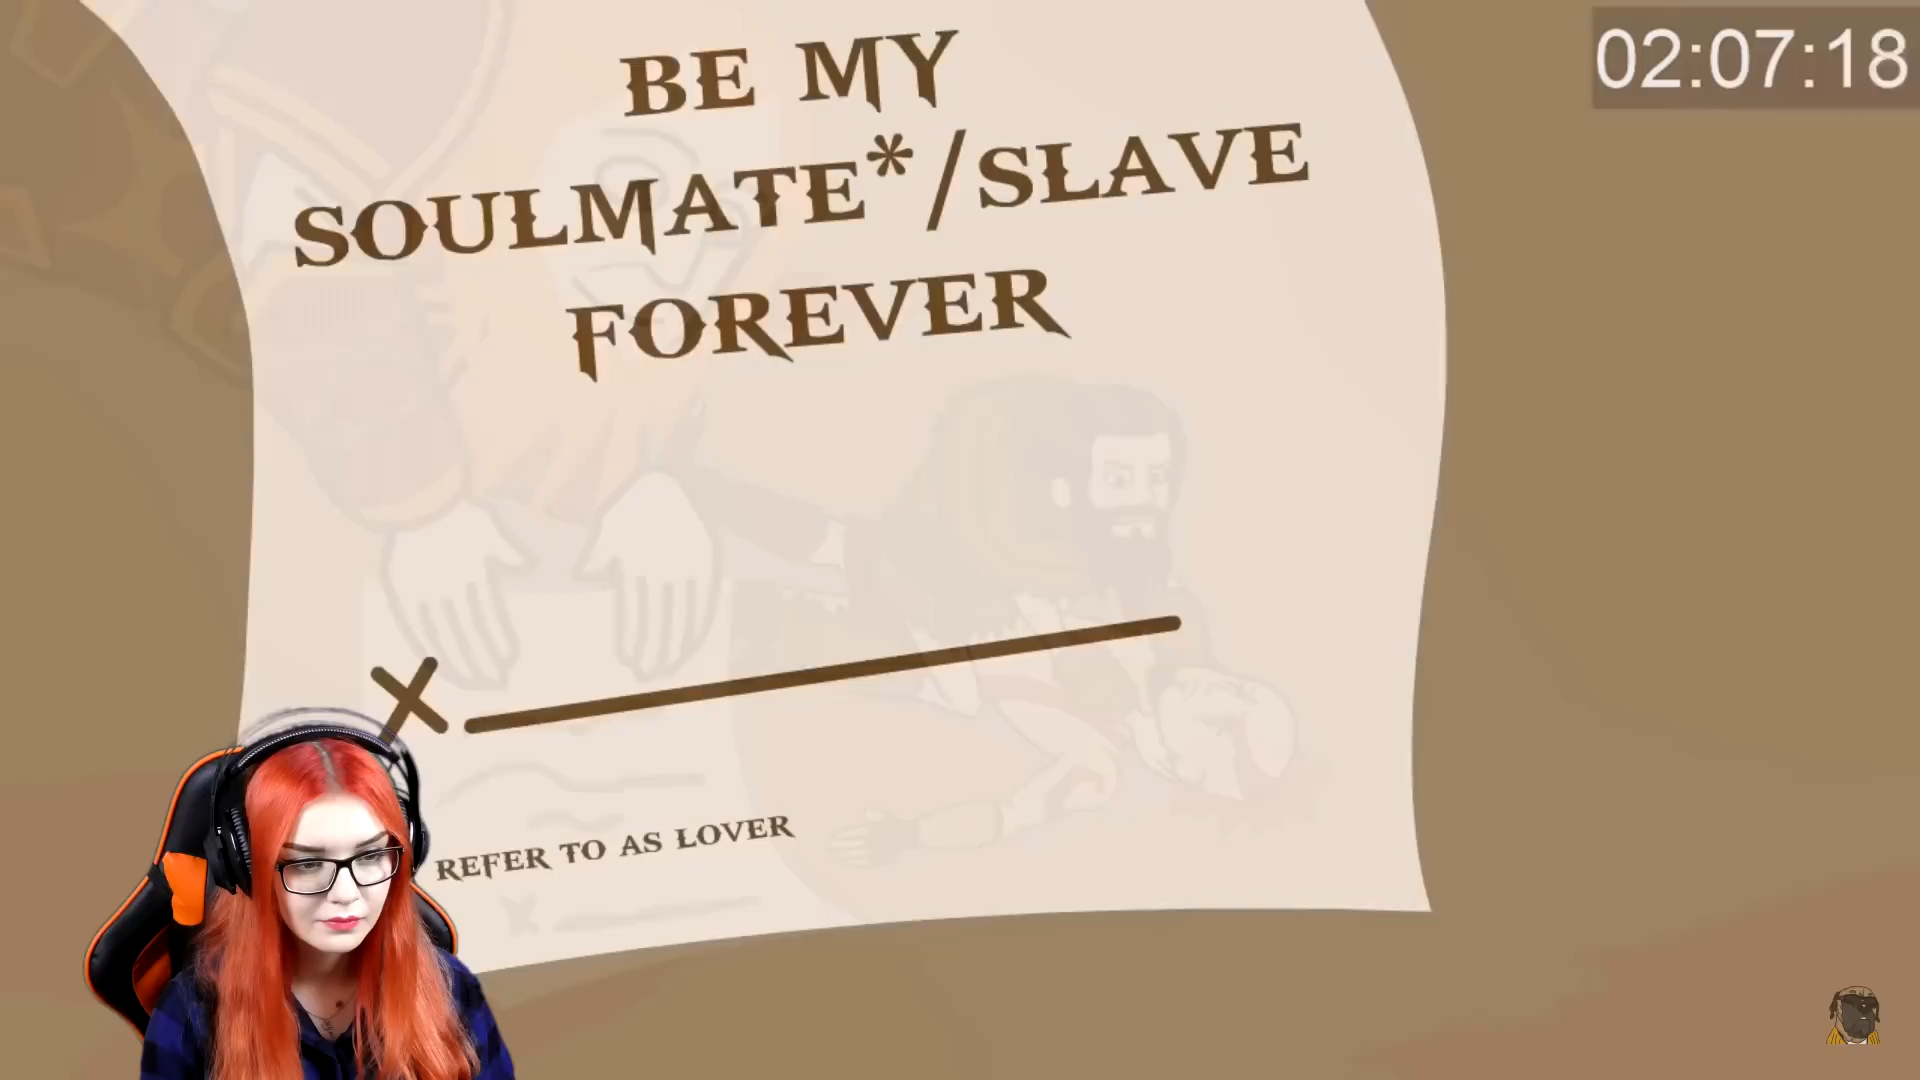 02:07:18
BE MY
SOULMATE*/SLAVE
FOREVER
X
REFER TO AS LOVER